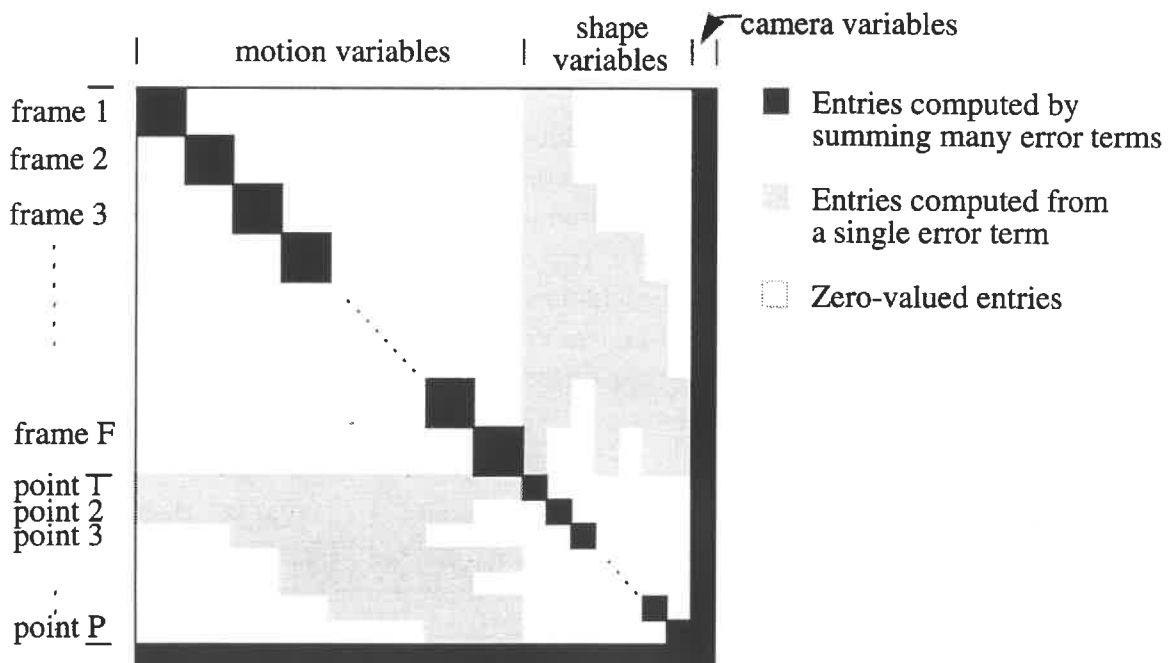 motion variables
shape
variables
camera variables
frame 1
frame 2
frame 3
frame F
point 1
point 2
point 3
point P
Entries computed by
summing many error terms
Entries computed from
a single error term
Zero-valued entries